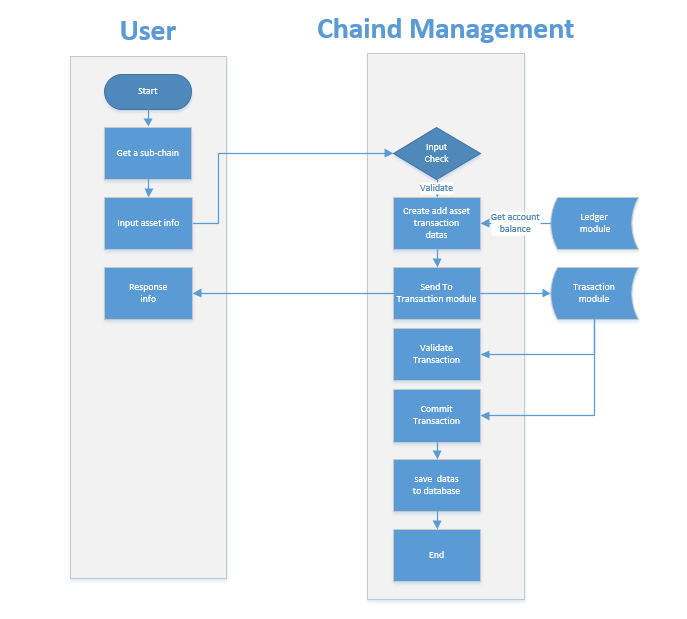 User
Chaind Management
Start
Get a sub-chain
Input asset info
Response
info
Input
Check
Validate
Create add asset
transaction
datas
Get account
balance
Ledger
module
Send To
Transaction module
Trasaction
module
Validate
Transaction
Commit
Transaction
save datas
to database
End